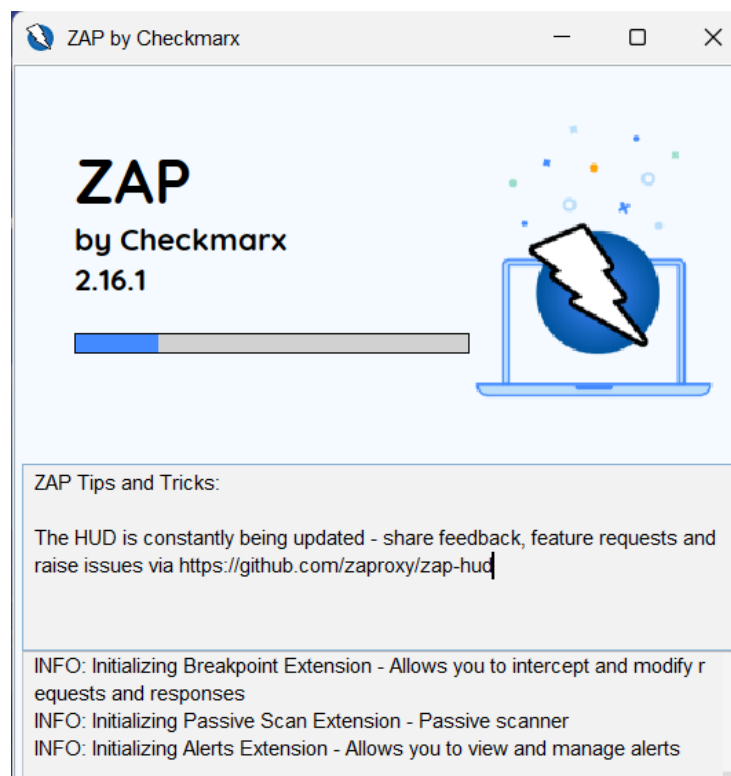 ZAP by Checkmarx
ZAP
by Checkmarx
2.16.1
ZAP Tips and Tricks:
The HUD is constantly being updated - share feedback, feature requests and
raise issues via https://github.com/zaproxy/zap-hud
INFO: Initializing Breakpoint Extension - Allows you to intercept and modify r
equests and responses
INFO: Initializing Passive Scan Extension - Passive scanner
INFO: Initializing Alerts Extension - Allows you to view and manage alerts